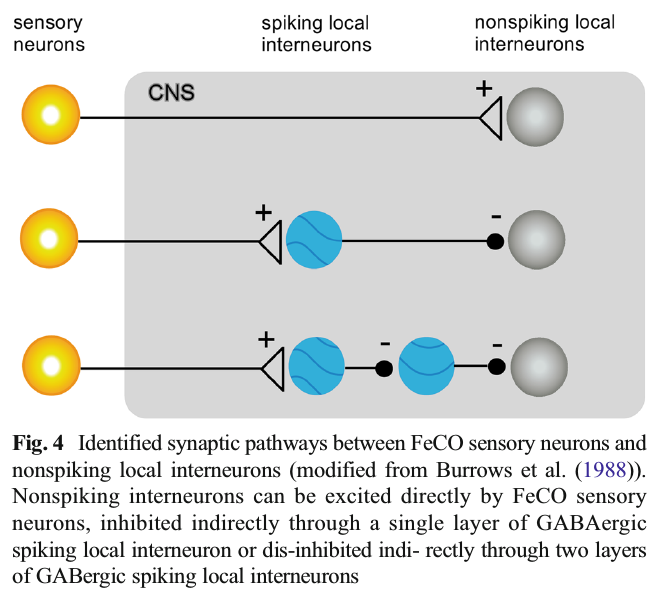 sensory
neurons
spiking local
interneurons
nonspiking local
interneurons
CNS
+
+
-
+
-
-
Fig. 4 Identified synaptic pathways between FeCO sensory neurons and
nonspiking local interneurons (modified from Burrows et al. (1988)).
Nonspiking interneurons can be excited directly by FeCO sensory
neurons, inhibited indirectly through a single layer of GABAergic
spiking local interneuron or dis-inhibited indi- rectly through two layers
of GABergic spiking local interneurons